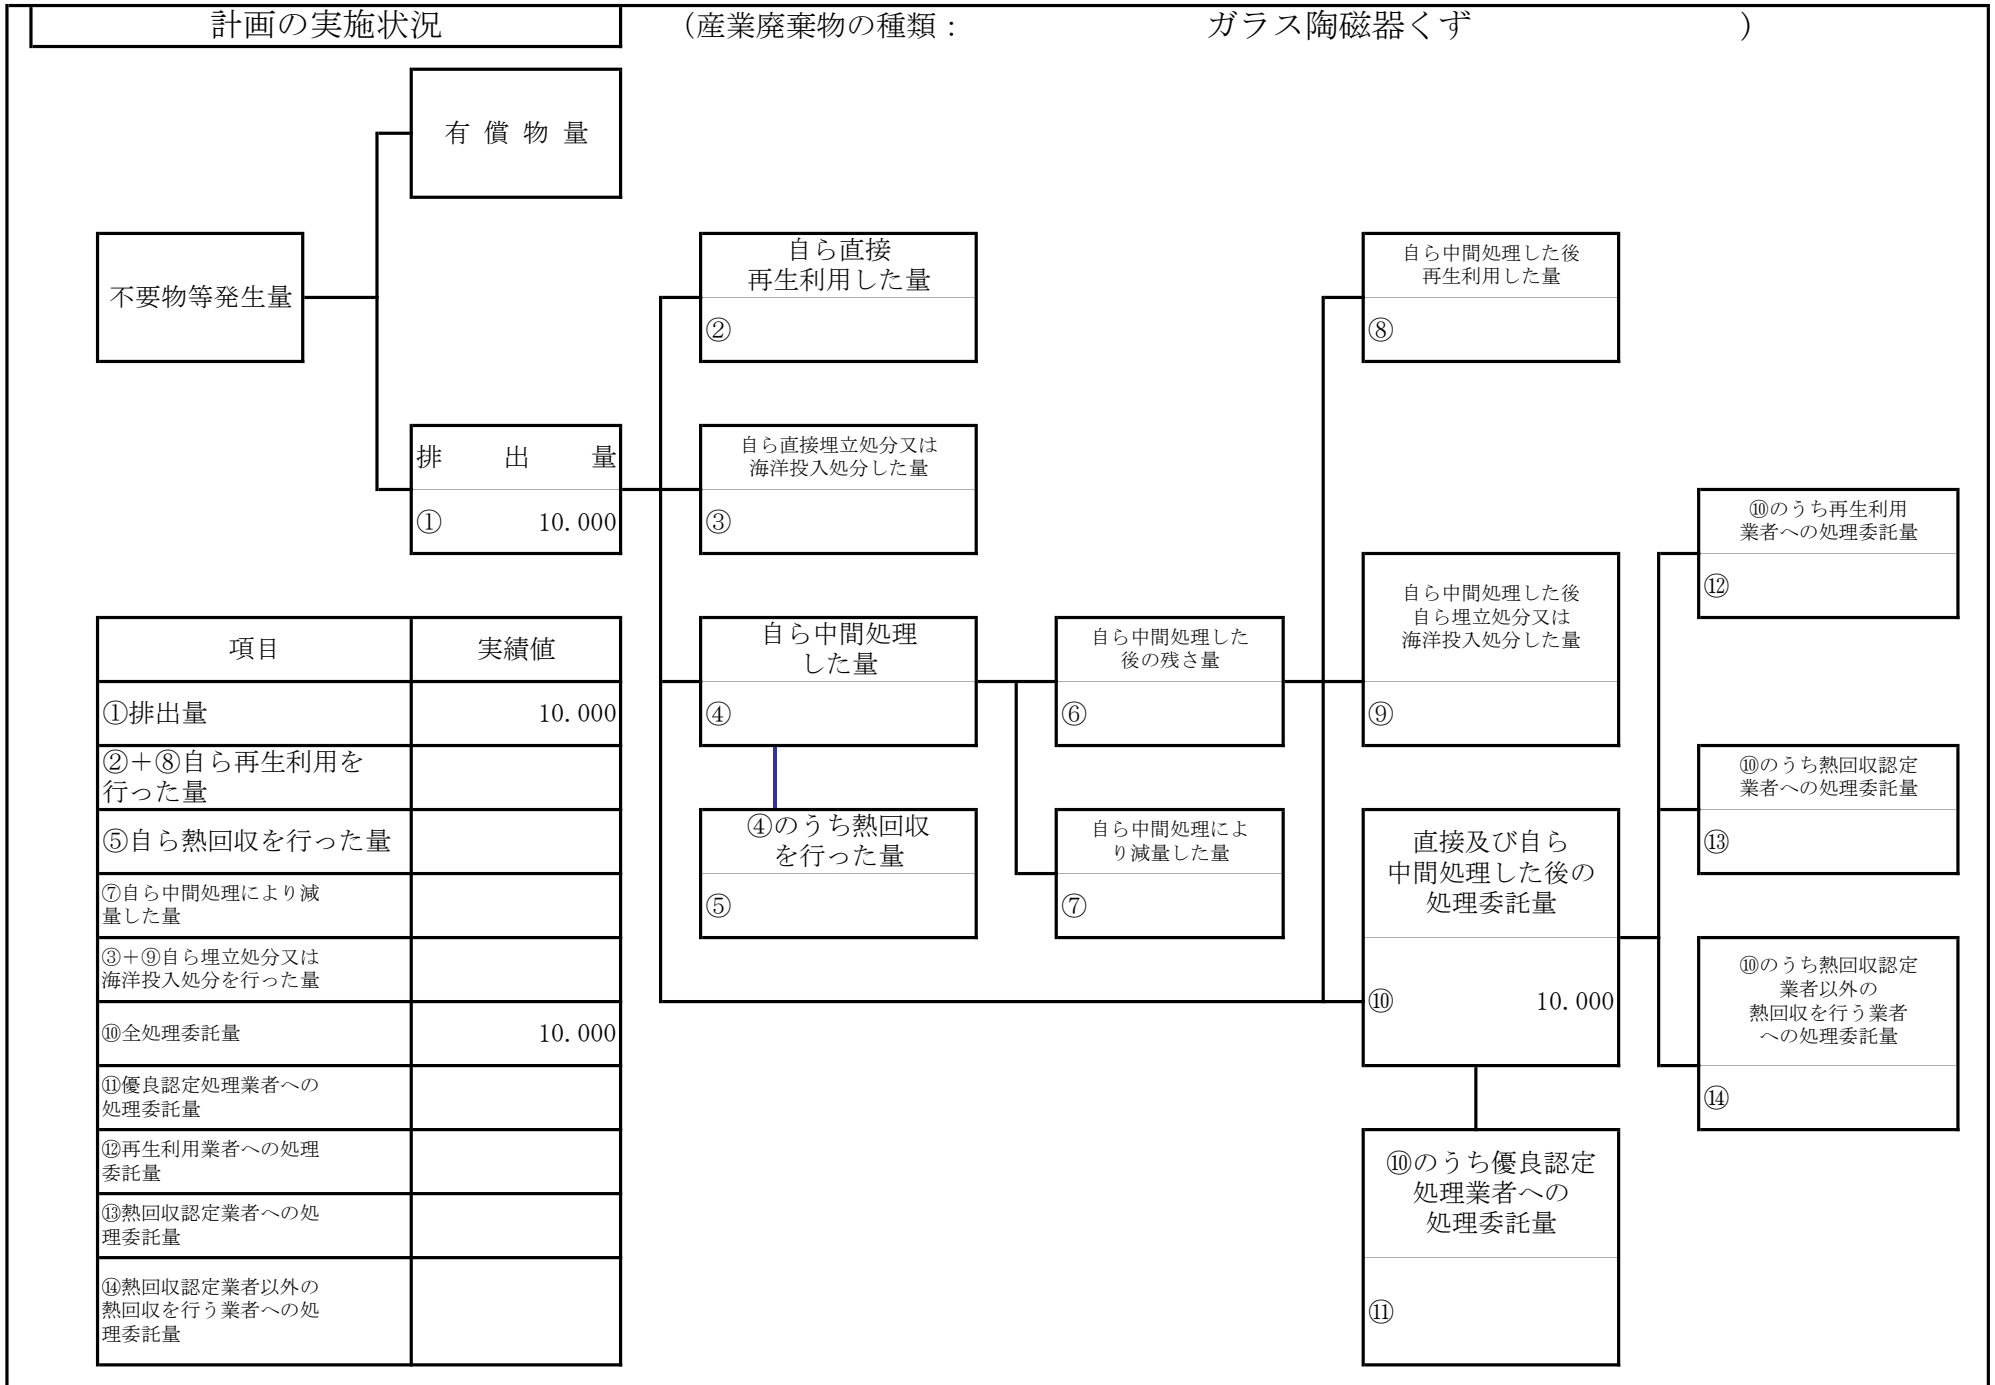 計画の実施状況
（産業廃棄物の種類：　ガラス陶磁器くず　）
有償物量
不要物等発生量
自ら直接
再生利用した量
②
自ら中間処理した後
再生利用した量
⑧
排出量
① 10.000
自ら直接埋立処分又は
海洋投入処分した量
③
⑩のうち再生利用
業者への処理委託量
⑫
自ら中間処理した後
自ら埋立処分又は
海洋投入処分した量
⑨
自ら中間処理
した量
④
自ら中間処理した
後の残さ量
⑥
④のうち熱回収
を行った量
⑤
自ら中間処理によ
り減量した量
⑦
直接及び自ら
中間処理した後の
処理委託量
⑩ 10.000
⑩のうち熱回収認定
業者への処理委託量
⑬
⑩のうち熱回収認定
業者以外の
熱回収を行う業者
への処理委託量
⑭
⑩のうち優良認定
処理業者への
処理委託量
⑪
項目 実績値
①排出量 10.000
②＋⑧自ら再生利用を
行った量
⑤自ら熱回収を行った量
⑦自ら中間処理により減
量した量
③＋⑨自ら埋立処分又は
海洋投入処分を行った量
⑩全処理委託量 10.000
⑪優良認定処理業者への
処理委託量
⑫再生利用業者への処理
委託量
⑬熱回収認定業者への処
理委託量
⑭熱回収認定業者以外の
熱回収を行う業者への処
理委託量